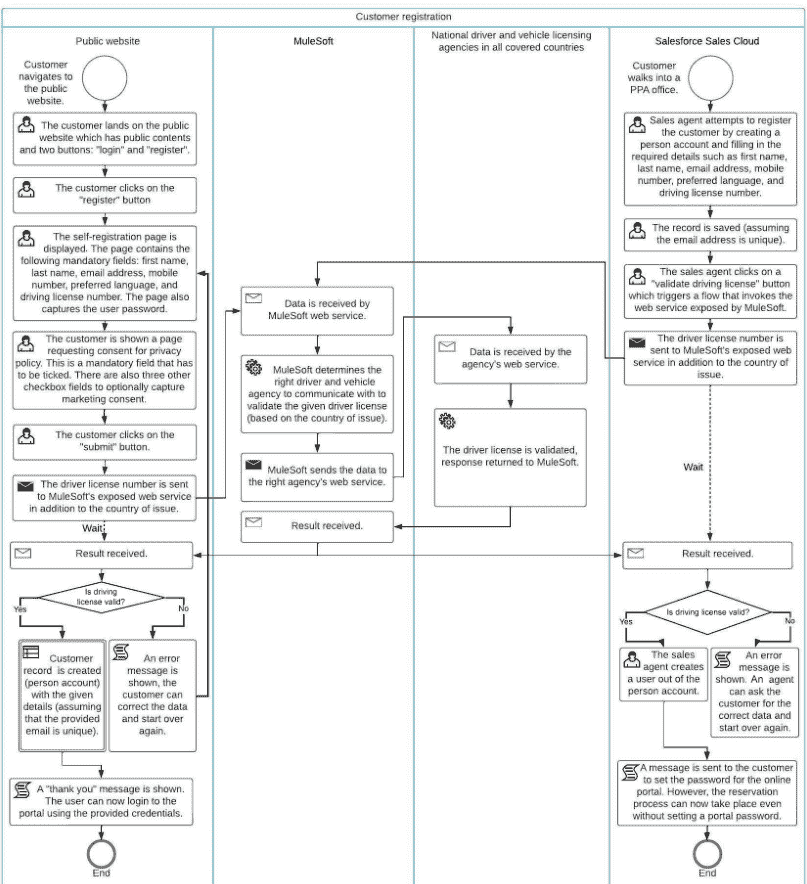 Customer registration
Public website
MuleSoft
National driver and vehicle licensing
agencies in all covered countries
Salesforce Sales Cloud
Customer
navigates to
the public
website.
The customer lands on the public
website which has public contents
and two buttons: "login" and "register".
The customer clicks on the
"register" button
The self-registration page is
displayed. The page contains the
following mandatory fields: first name,
last name, email address, mobile
number, preferred language, and
driving license number. The page also
captures the user password.
The customer is shown a page
requesting consent for privacy
policy. This is a mandatory field that has
to be ticked. There are also three other
checkbox fields to optionally capture
marketing consent.
The customer clicks on the
"submit" button.
The driver license number is sent
to MuleSoft's exposed web service
in addition to the country of issue.
Wait
Result received.
Is driving
license valid?
Yes
No
Customer
record is created
(person account)
with the given
details (assuming
that the provided
email is unique).
An error
message is
shown, the
customer can
correct the data
and start over
again.
A "thank you" message is shown.
The user can now login to the
portal using the provided credentials.
End
Data is received by
MuleSoft web service.
MuleSoft determines the
right driver and vehicle
agency to communicate with to
validate the given driver license
(based on the country of issue).
MuleSoft sends the data to
the right agency's web service.
Result received.
Data is received by the
agency's web service.
The driver license is validated,
response returned to MuleSoft.
Customer
walks into a
PPA office.
Sales agent attempts to register
the customer by creating a
person account and filling in the
required details such as first name,
last name, email address, mobile
number, preferred language, and
driving license number.
The record is saved (assuming
the email address is unique).
The sales agent clicks on a
"validate driving license" button
which triggers a flow that invokes the
web service exposed by MuleSoft.
The driver license number is
sent to MuleSoft's exposed web
service in addition to the country of
issue.
Wait
Result received.
Is driving license valid?
Yes
No
The sales
agent creates
a user out of the
person account.
An error
message is
shown. An agent
can ask the
customer for the
correct data and
start over again.
A message is sent to the customer
to set the password for the online
portal. However, the reservation
process can now take place even
without setting a portal password.
End